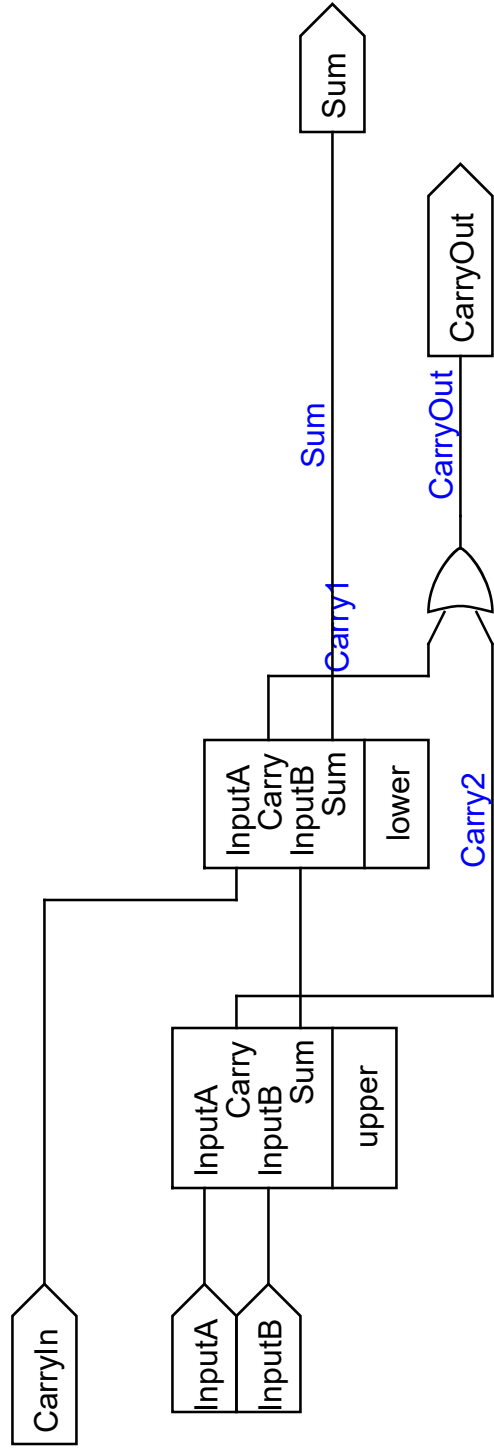 CarryIn
InputA
InputB
InputA
Carry
InputB
Sum
upper
InputA
Carry
InputB
Sum
lower
Carry1
Carry2
Sum
CarryOut
Sum
CarryOut